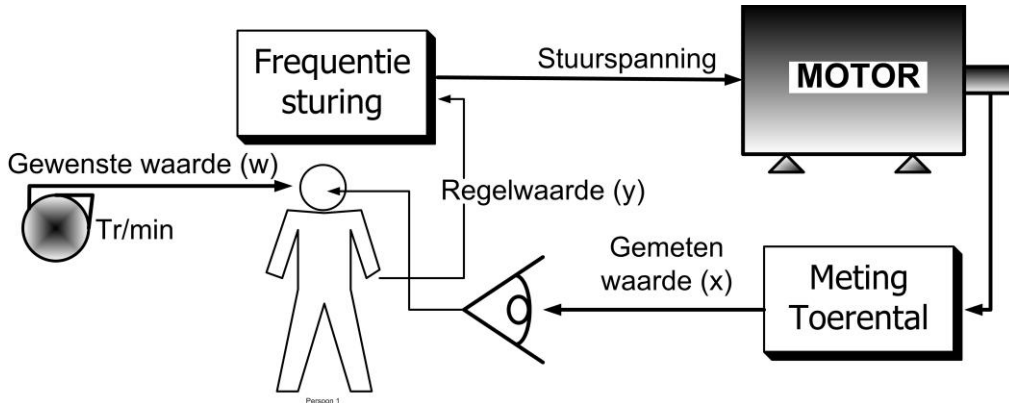 Frequentie
sturing
Stuurspanning
MOTOR
Gewenste waarde (w)
Tr/min
Regelwaarde (y)
Gemeten
waarde (x)
Meting
Toerental
Persoon 1